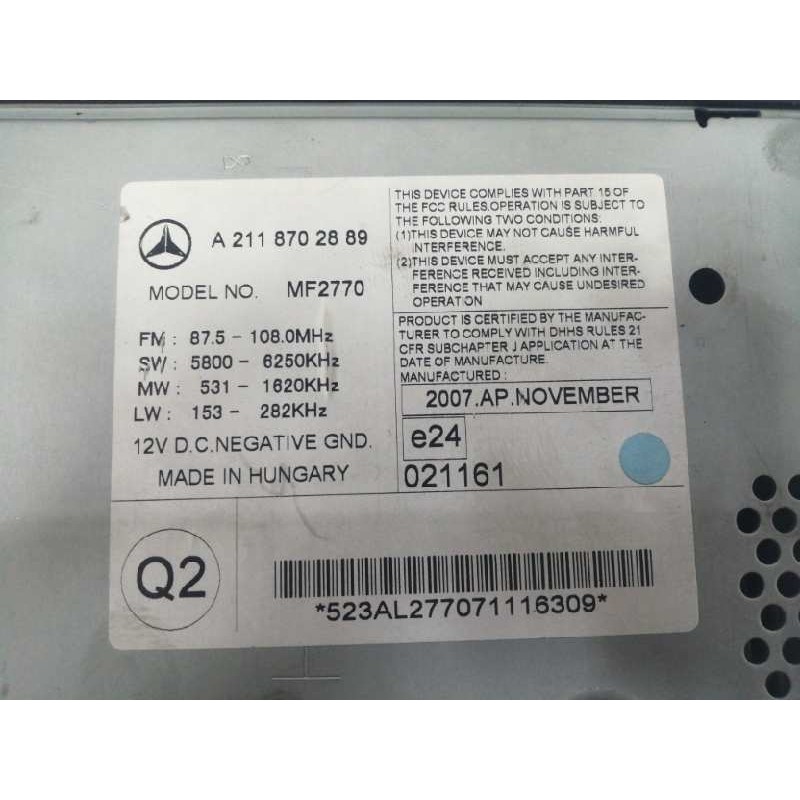 A 211 870 28 89
MODEL NO. MF2770
FM : 87.5 - 108.0MHz
SW : 5800 - 6250KHz
MW : 531 - 1620KHz
LW : 153 - 282KHz
12V D.C.NEGATIVE GND.
MADE IN HUNGARY
THIS DEVICE COMPLIES WITH PART 15 OF
THE FCC RULES.OPERATION IS SUBJECT TO
THE FOLLOWING TWO CONDITIONS:
(1)THIS DEVICE MAY NOT CAUSE HARMFUL
INTERFERENCE.
(2)THIS DEVICE MUST ACCEPT ANY INTER-
FERENCE RECEIVED INCLUDING INTER-
FERENCE THAT MAY CAUSE UNDESIRED
OPERATION
PRODUCT IS CERTIFIED BY THE MANUFAC-
TURER TO COMPLY WITH DHHS RULES 21
CFR SUBCHAPTER J APPLICATION AT THE
DATE OF MANUFACTURE.
MANUFACTURED :
2007.AP.NOVEMBER
e24
021161
Q2
*523AL277071116309*